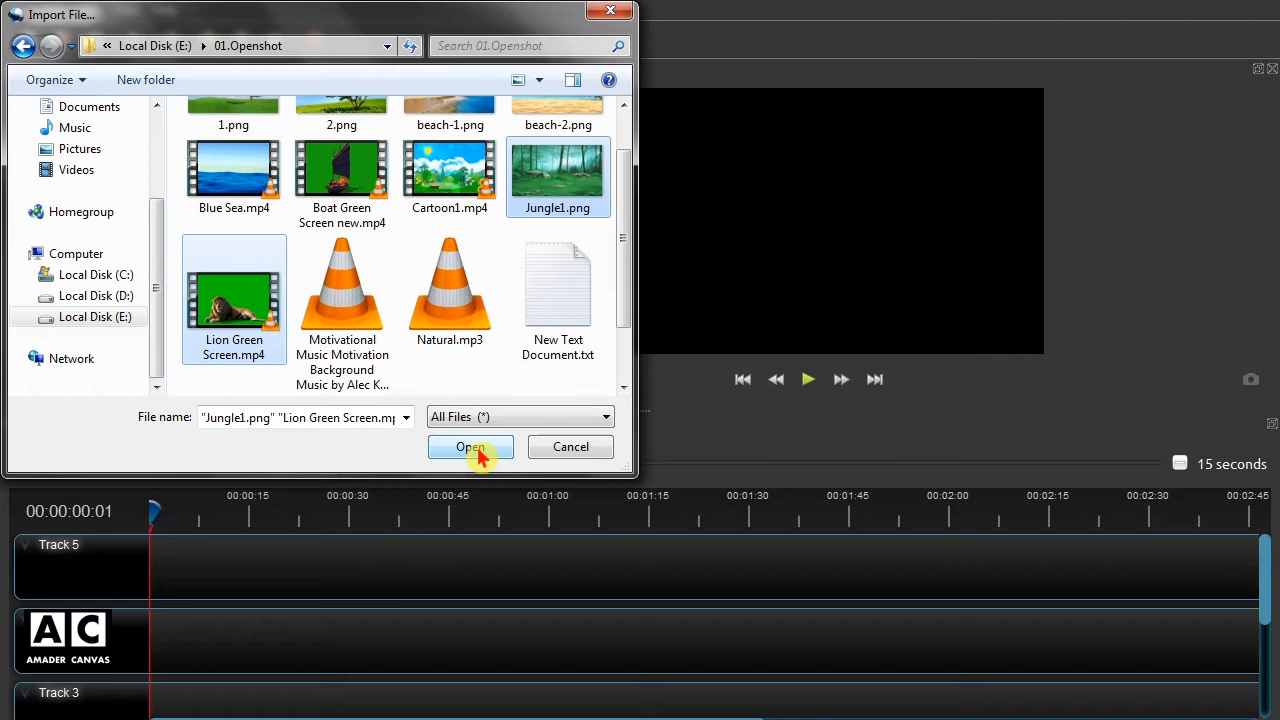 Import File...
« Local Disk (E:) 01.Openshot
Search 01.Openshot
Organize
New folder
Documents
Music
Pictures
Videos
Homegroup
Computer
Local Disk (C:)
Local Disk (D:)
Local Disk (E:)
Network
1.png
2.png
beach-1.png
beach-2.png
Blue Sea.mp4
Boat Green
Screen new.mp4
Cartoon1.mp4
Jungle1.png
Lion Green
Screen.mp4
Motivational
Music Motivation
Background
Music by Alec K...
Natural.mp3
New Text
Document.txt
File name:
"Jungle1.png" "Lion Green Screen.mp
All Files (*)
Open
Cancel
15 seconds
00:00:00:01
00:00:15
00:00:30
00:00:45
00:01:00
00:01:15
00:01:30
00:01:45
00:02:00
00:02:15
00:02:30
00:02:45
Track 5
AC
AMADER CANVAS
Track 3